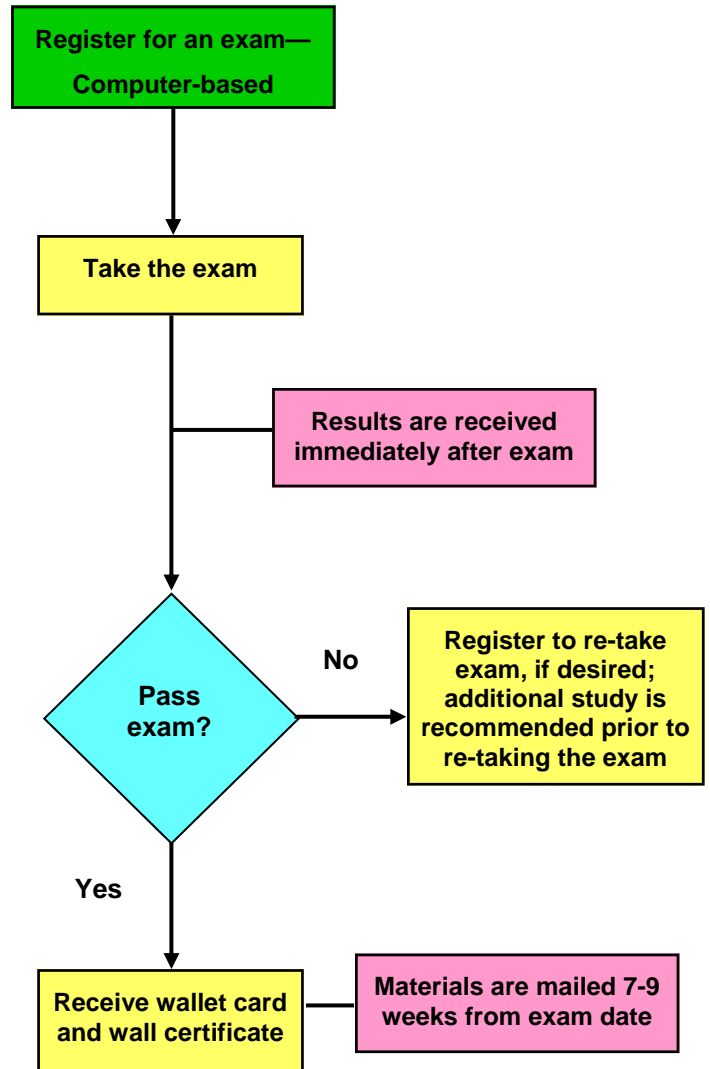 Register for an exam—
Computer-based
Take the exam
Results are received
immediately after exam
Pass
exam?
No
Register to re-take
exam, if desired;
additional study is
recommended prior to
re-taking the exam
Yes
Receive wallet card
and wall certificate
Materials are mailed 7-9
weeks from exam date